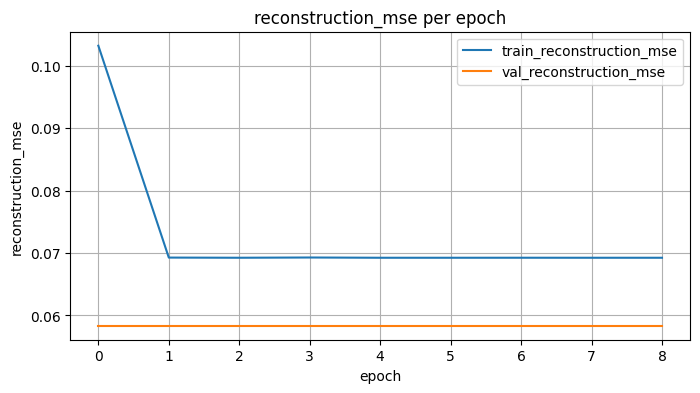 reconstruction_mse per epoch
train_reconstruction_mse
val_reconstruction_mse
reconstruction_mse
0.10
0.09
0.08
0.07
0.06
0 1 2 3 4 5 6 7 8
epoch